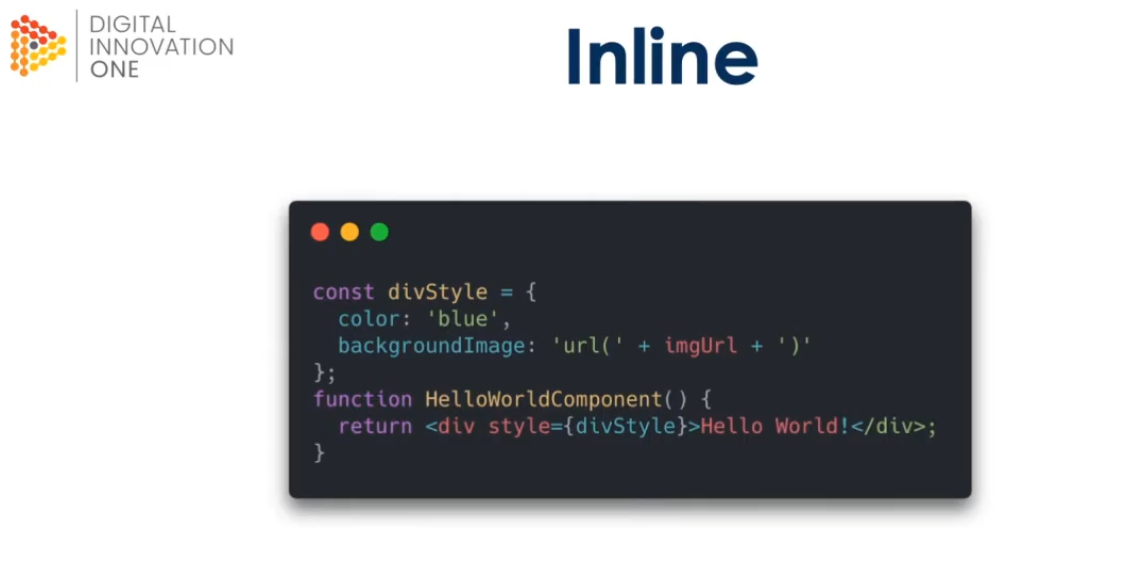 DIGITAL
INNOVATION
ONE
Inline
const divStyle = {
  color: 'blue',
  backgroundImage: 'url(' + imgUrl + ')'
};
function HelloWorldComponent() {
  return <div style={divStyle}>Hello World!</div>;
}